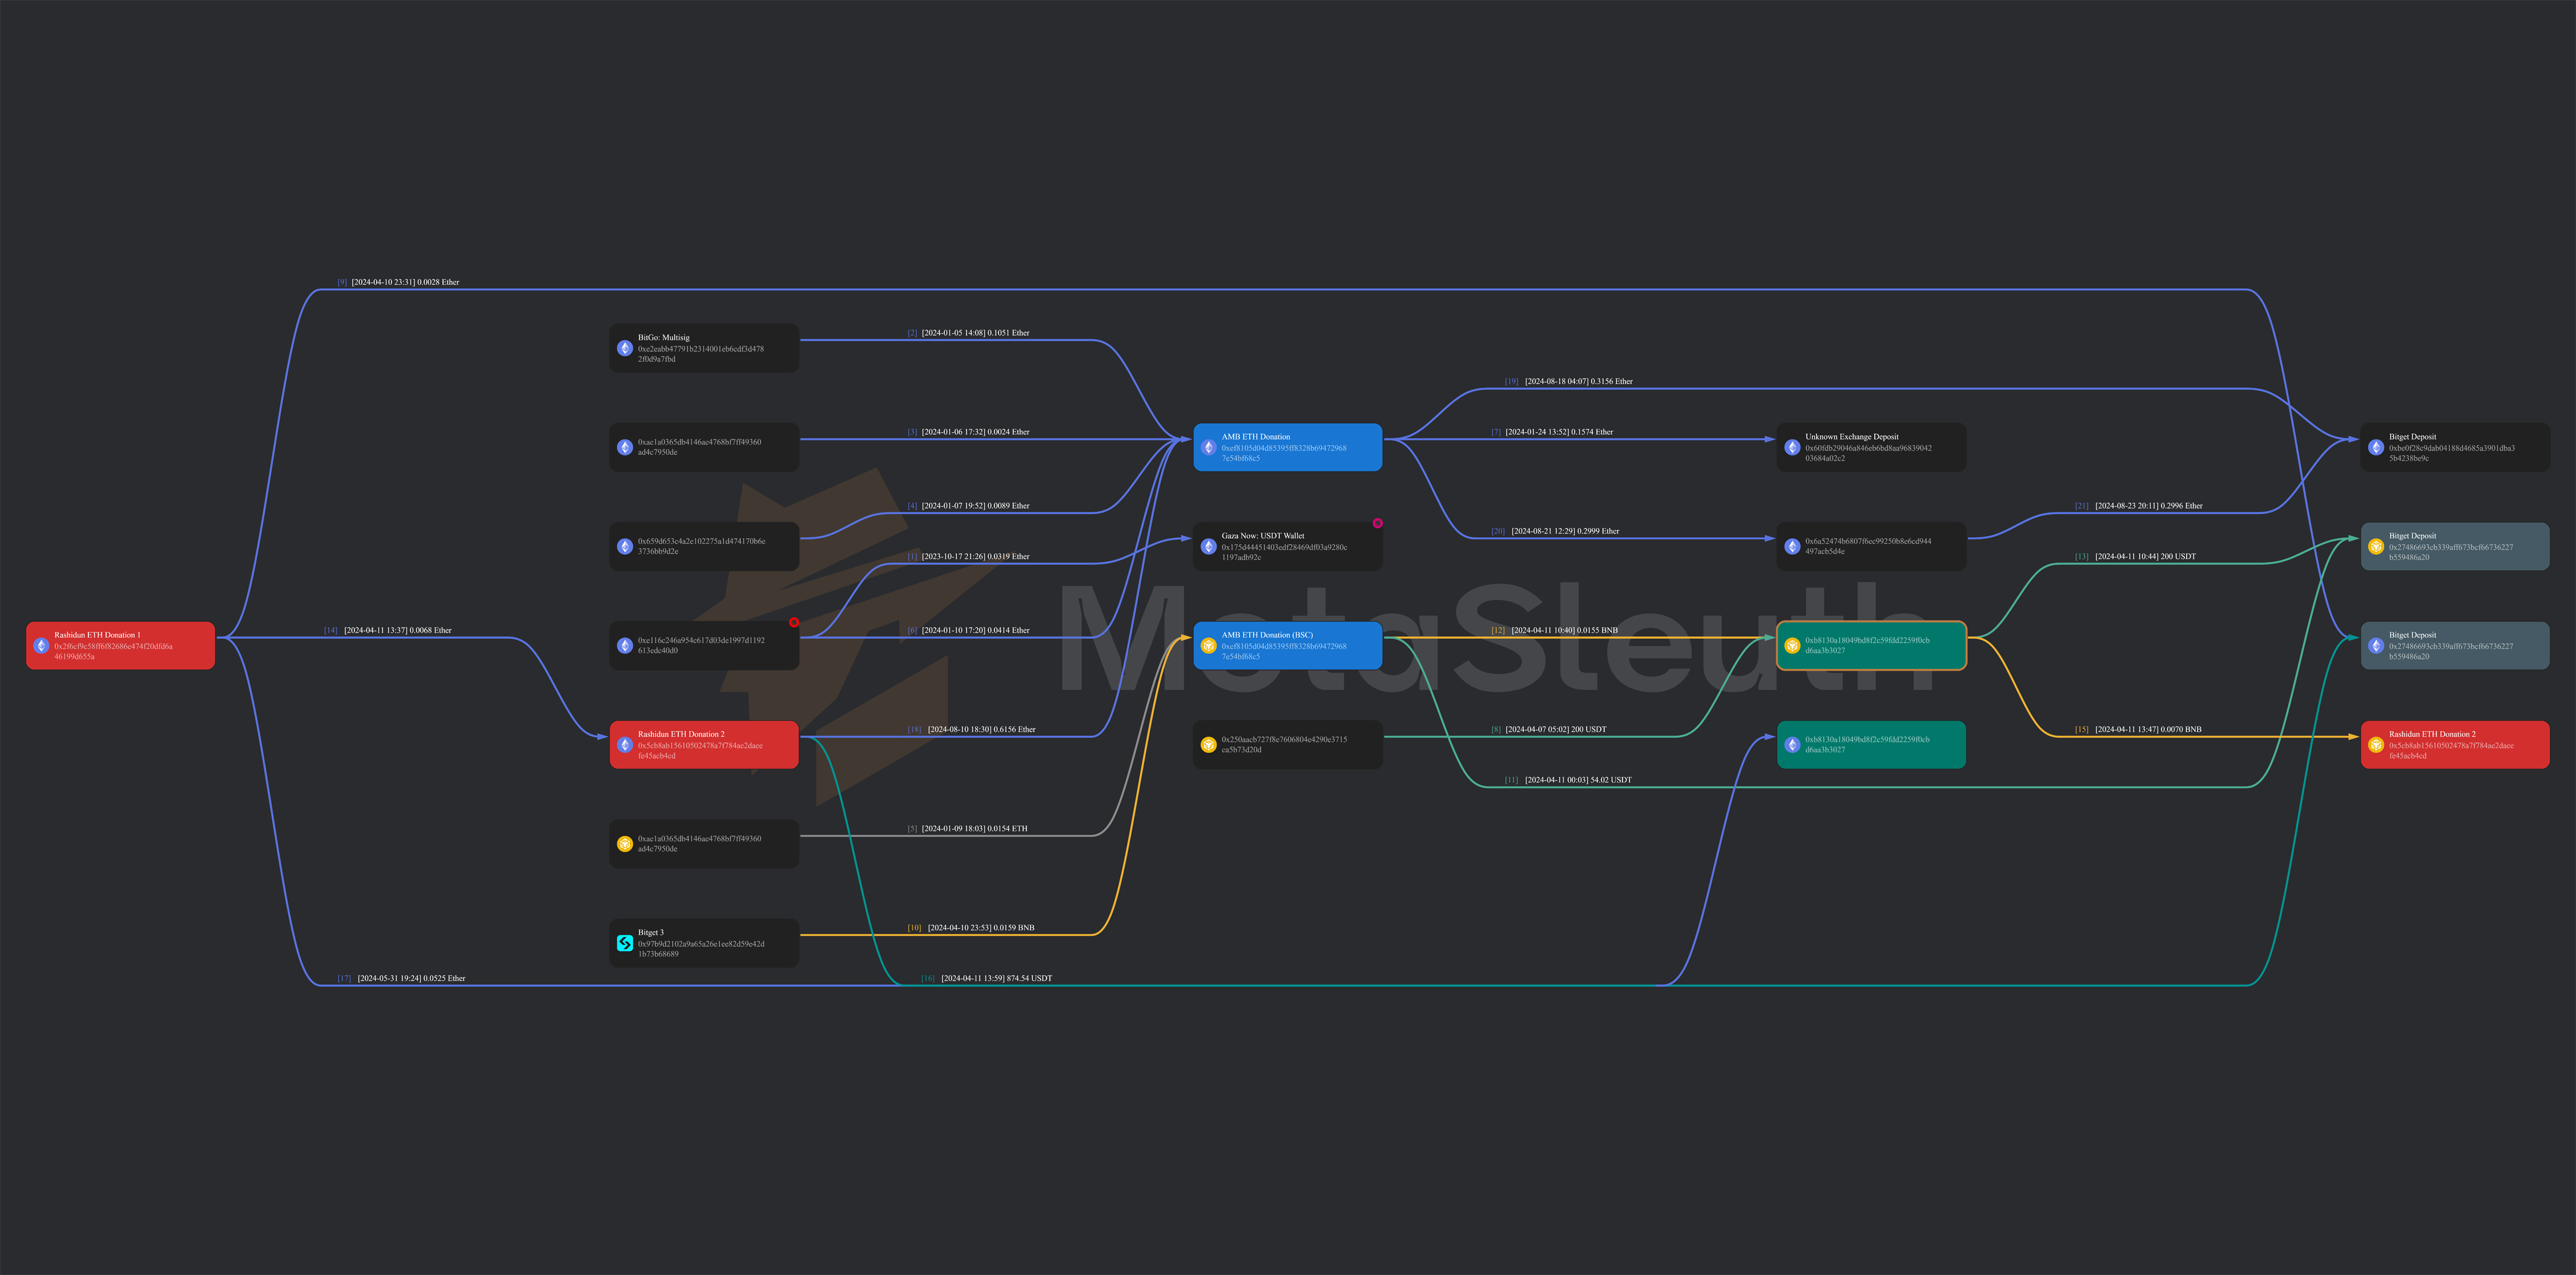 [9] [2024-04-10 23:31] 0.0028 Ether
BitGo: Multisig
0xe2eabb47791b2314001eb6cdf3d478
2f0d9a7fbd
[2] [2024-01-05 14:08] 0.1051 Ether
[19] [2024-08-18 04:07] 0.3156 Ether
0xac1a0365db4146ac4768bf7ff49360
ad4c7950de
[3] [2024-01-06 17:32] 0.0024 Ether
AMB ETH Donation
0xef8105d04d85395ff8328b69472968
7e54bf68c5
[7] [2024-01-24 13:52] 0.1574 Ether
Unknown Exchange Deposit
0x60fdb29046a846eb6bd8aa96839042
03684a02c2
Bitget Deposit
0xbe0f28c9dab04188d4685a3901dba3
5b4238be9c
[4] [2024-01-07 19:52] 0.0089 Ether
0x659d653c4a2e102275a1d474170b6e
3736bb9d2e
[1] [2023-10-17 21:26] 0.0319 Ether
Gaza Now: USDT Wallet
0x175d44451403edf28469df03a9280c
1197adb92c
[20] [2024-08-21 12:29] 0.2999 Ether
0x6a52474b6807f6ec99250b8e6cd944
497acb5d4e
[21] [2024-08-23 20:11] 0.2996 Ether
[13] [2024-04-11 10:44] 200 USDT
Bitget Deposit
0x27486693cb339aff673bcf66736227
b559486a20
MetaSleuth
Rashidun ETH Donation 1
0x2f6cf9c58ff6f82686e474f20dfd6a
46199d655a
[14] [2024-04-11 13:37] 0.0068 Ether
0xe116c246a954c617d03de1997d1192
613edc40d0
[6] [2024-01-10 17:20] 0.0414 Ether
AMB ETH Donation (BSC)
0xef8105d04d85395ff8328b69472968
7e54bf68c5
[12] [2024-04-11 10:40] 0.0155 BNB
0xb8130a18049bd8f2c59fdd2259f0cb
d6aa3b3027
Bitget Deposit
0x27486693cb339aff673bcf66736227
b559486a20
Rashidun ETH Donation 2
0x5cb8ab15610502478a7f784ae2daee
fe45acb4cd
[18] [2024-08-10 18:30] 0.6156 Ether
0x250aacb727f8e7606804e4290e3715
ca5b73d20d
[8] [2024-04-07 05:02] 200 USDT
0xb8130a18049bd8f2c59fdd2259f0cb
d6aa3b3027
[15] [2024-04-11 13:47] 0.0070 BNB
Rashidun ETH Donation 2
0x5cb8ab15610502478a7f784ae2daee
fe45acb4cd
[11] [2024-04-11 00:03] 54.02 USDT
0xac1a0365db4146ac4768bf7ff49360
ad4c7950de
[5] [2024-01-09 18:03] 0.0154 ETH
Bitget 3
0x97b9d2102a9a65a26e1ee82d59e42d
1b73b68689
[10] [2024-04-10 23:53] 0.0159 BNB
[17] [2024-05-31 19:24] 0.0525 Ether
[16] [2024-04-11 13:59] 874.54 USDT